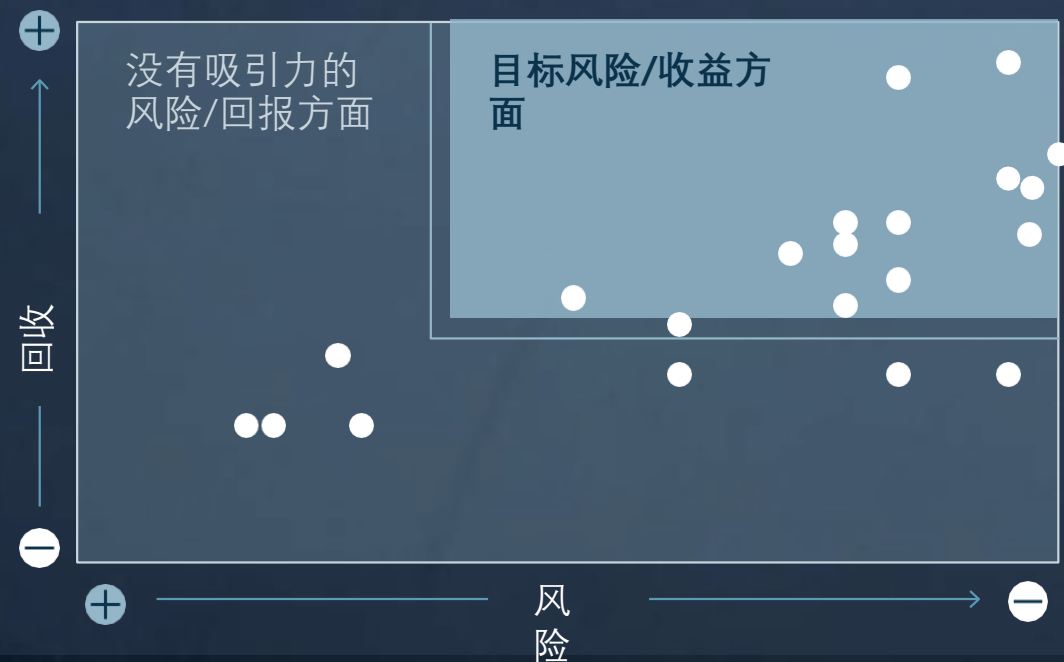 没有吸引力的
风险/回报方面
目标风险/收益方
面
回收
风
险